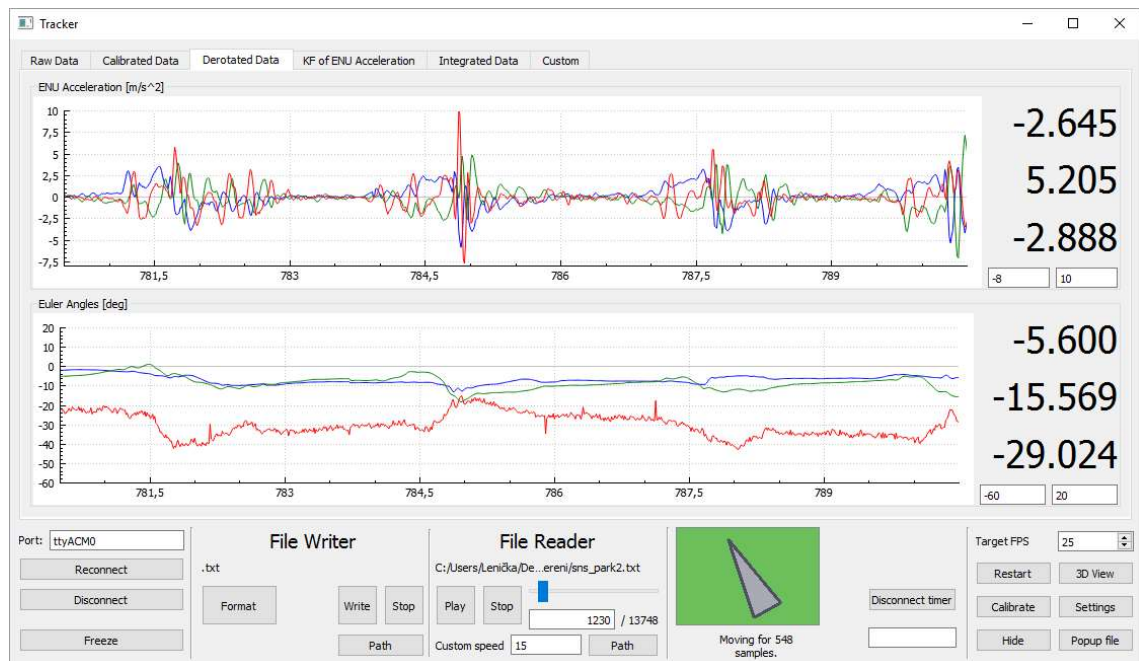 Tracker
Raw Data Calibrated Data Derotated Data KF of ENU Acceleration Integrated Data Custom
ENU Acceleration [m/s^2]
10
7,5
5
2,5
0
-2,5
-5
-7,5
781,5 783 784,5 786 787,5 789
-2.645
5.205
-2.888
-8 10
Euler Angles [deg]
20
10
0
-10
-20
-30
-40
-50
-60
781,5 783 784,5 786 787,5 789
-5.600
-15.569
-29.024
-60 20
Port: ttyACM0
Reconnect
Disconnect
Freeze
File Writer
.txt
Format Write Stop
Path
File Reader
C:/Users/Lenička/De...ereni/sns_park2.txt
Play Stop
1230 / 13748
Custom speed 15 Path
Moving for 548
samples.
Disconnect timer
Target FPS 25
Restart 3D View
Calibrate Settings
Hide Popup file